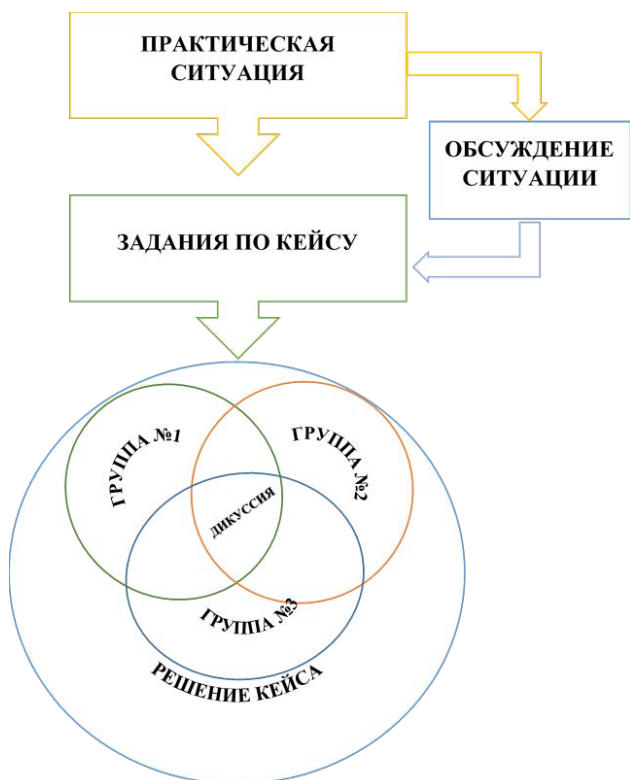 ПРАКТИЧЕСКАЯ
СИТУАЦИЯ
ОБСУЖДЕНИЕ
СИТУАЦИИ
ЗАДАНИЯ ПО КЕЙСУ
ГРУППА №1
ГРУППА №2
ДИКУССИЯ
ГРУППА №3
РЕШЕНИЕ КЕЙСА